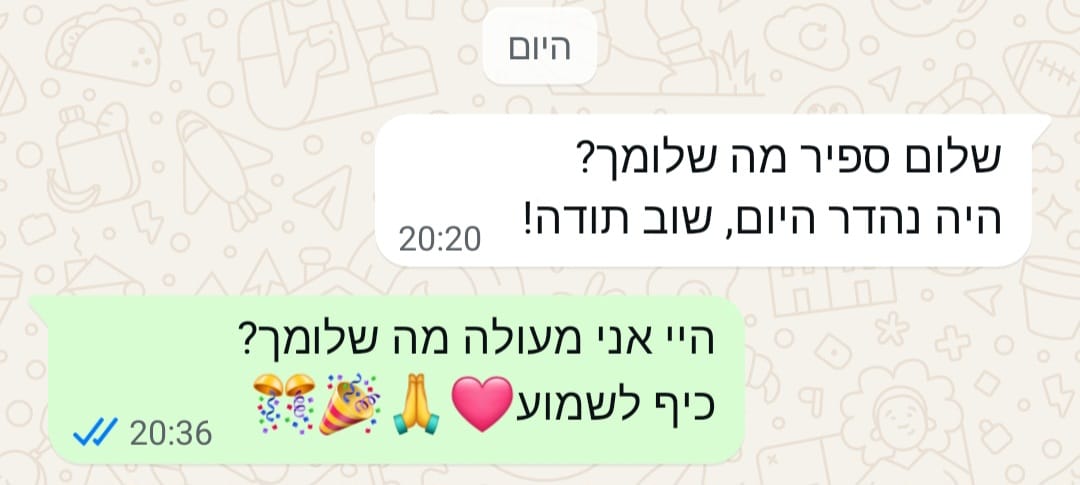 היום
שלום ספיר מה שלומך?
היה נהדר היום, שוב תודה!
20:20
היי אני מעולה מה שלומך?
כיף לשמוע🩷🙏🎉🎊
20:36